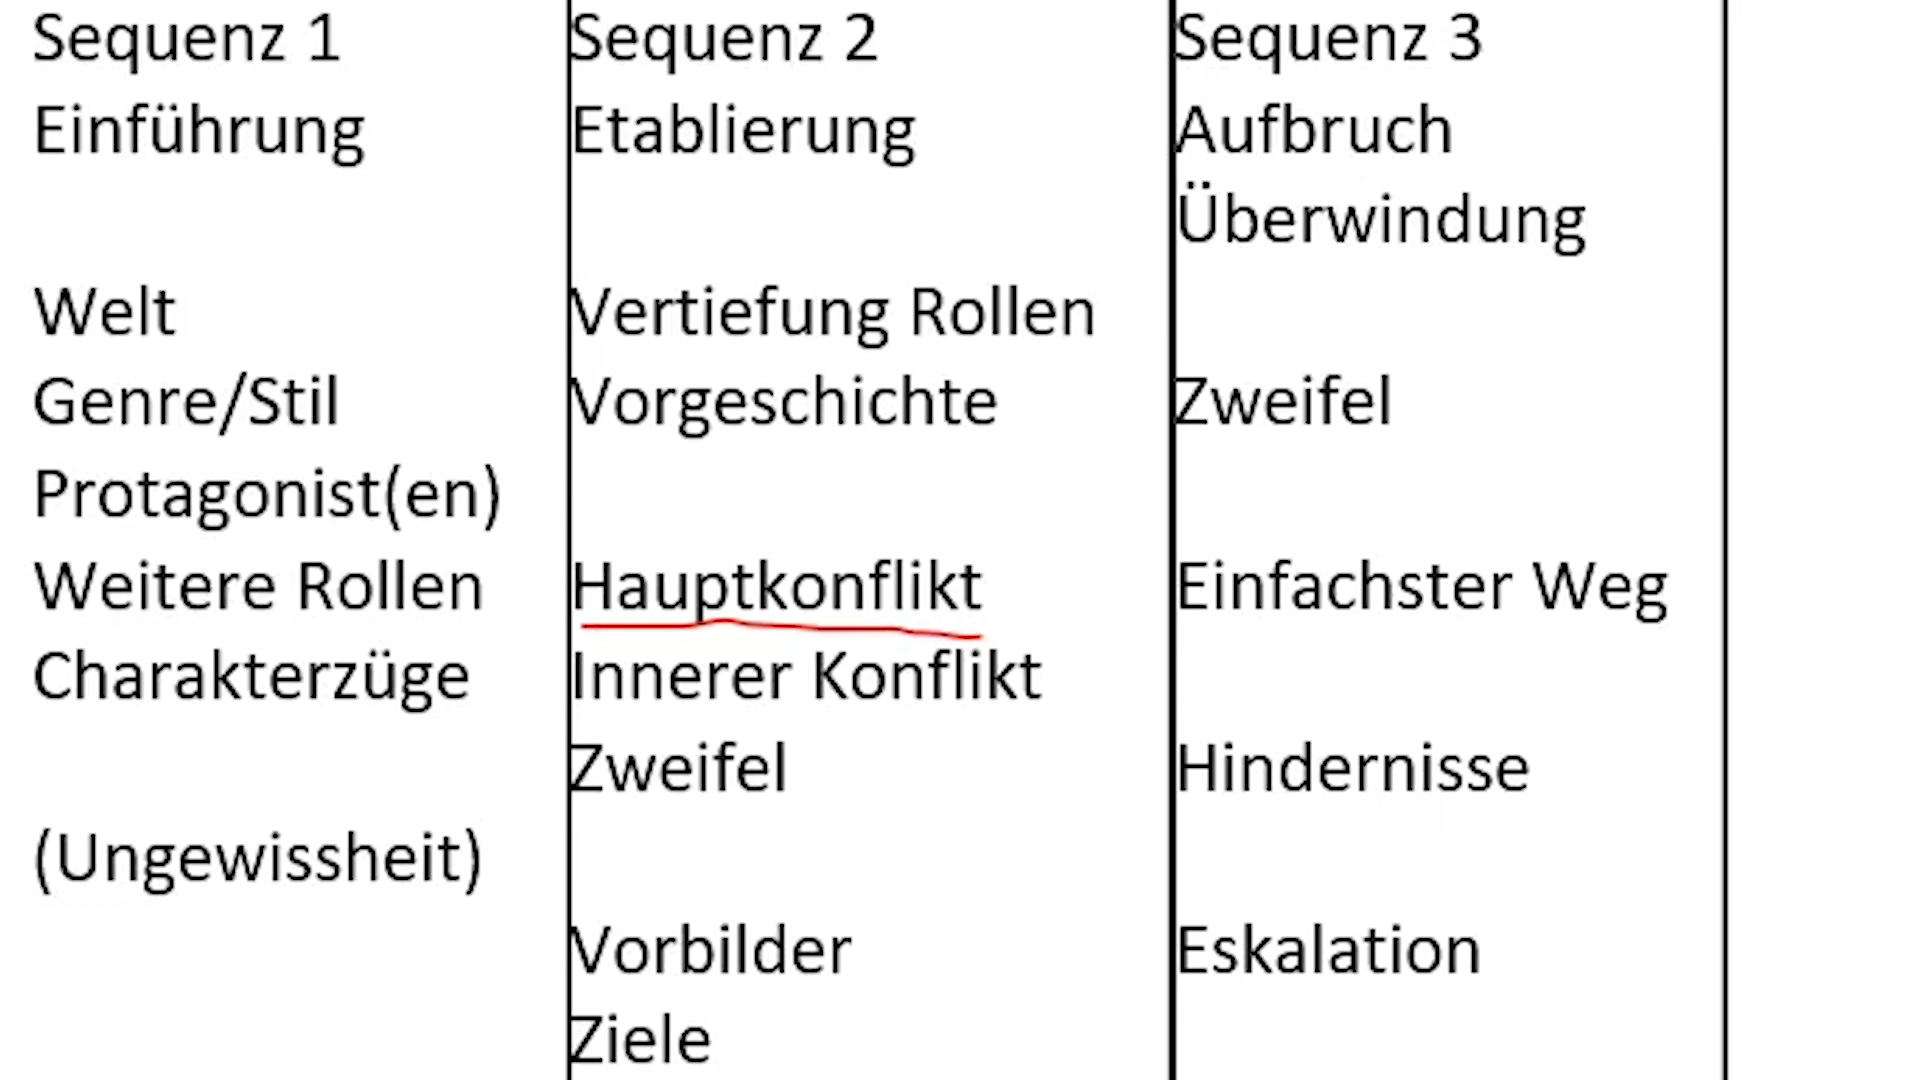 Sequenz 1
Einführung
Welt
Genre/Stil
Protagonist(en)
Weitere Rollen
Charakterzüge
(Ungewissheit)
Sequenz 2
Etablierung
Vertiefung Rollen
Vorgeschichte
Hauptkonflikt
Innerer Konflikt
Zweifel
Vorbilder
Ziele
Sequenz 3
Aufbruch
Überwindung
Zweifel
Einfachster Weg
Hindernisse
Eskalation